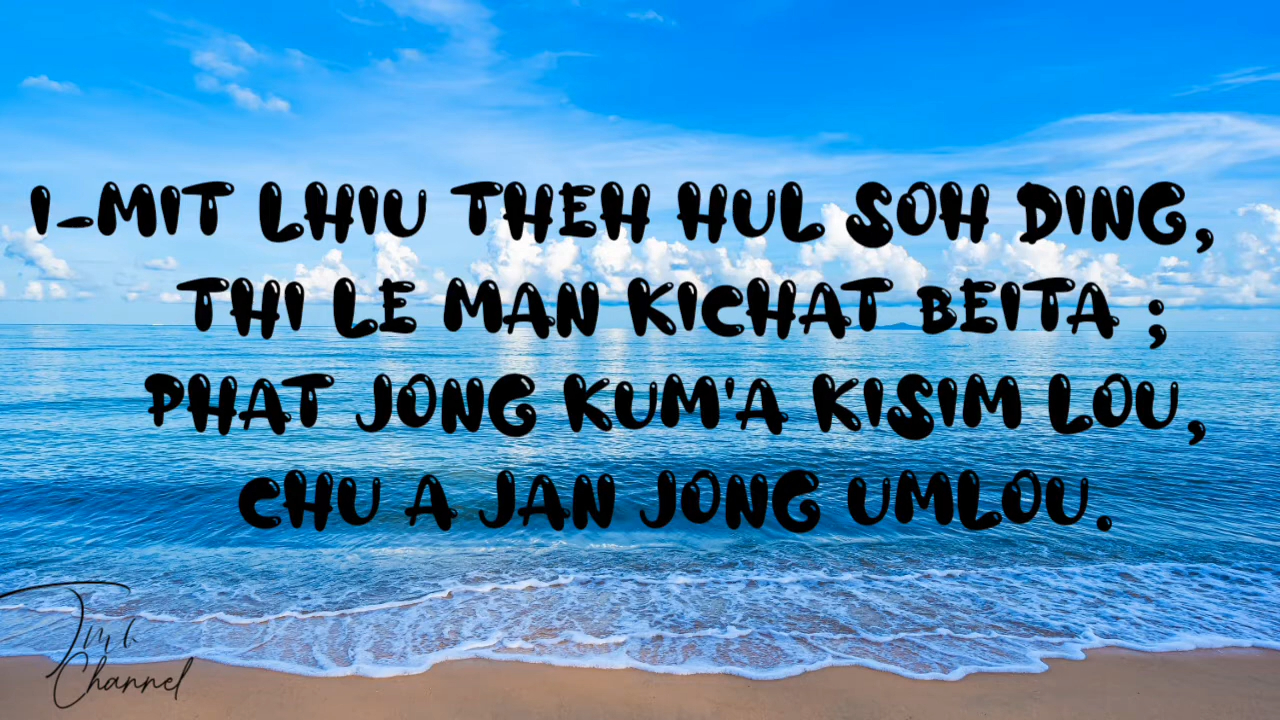 I-MIT LHIU THEH HUL SOH DING,
THI LE MAN KICHAT BEITA ;
PHAT JONG KUM'A KISIM LOU,
CHU A JAN JONG UMLOU.
Tmk
Channel